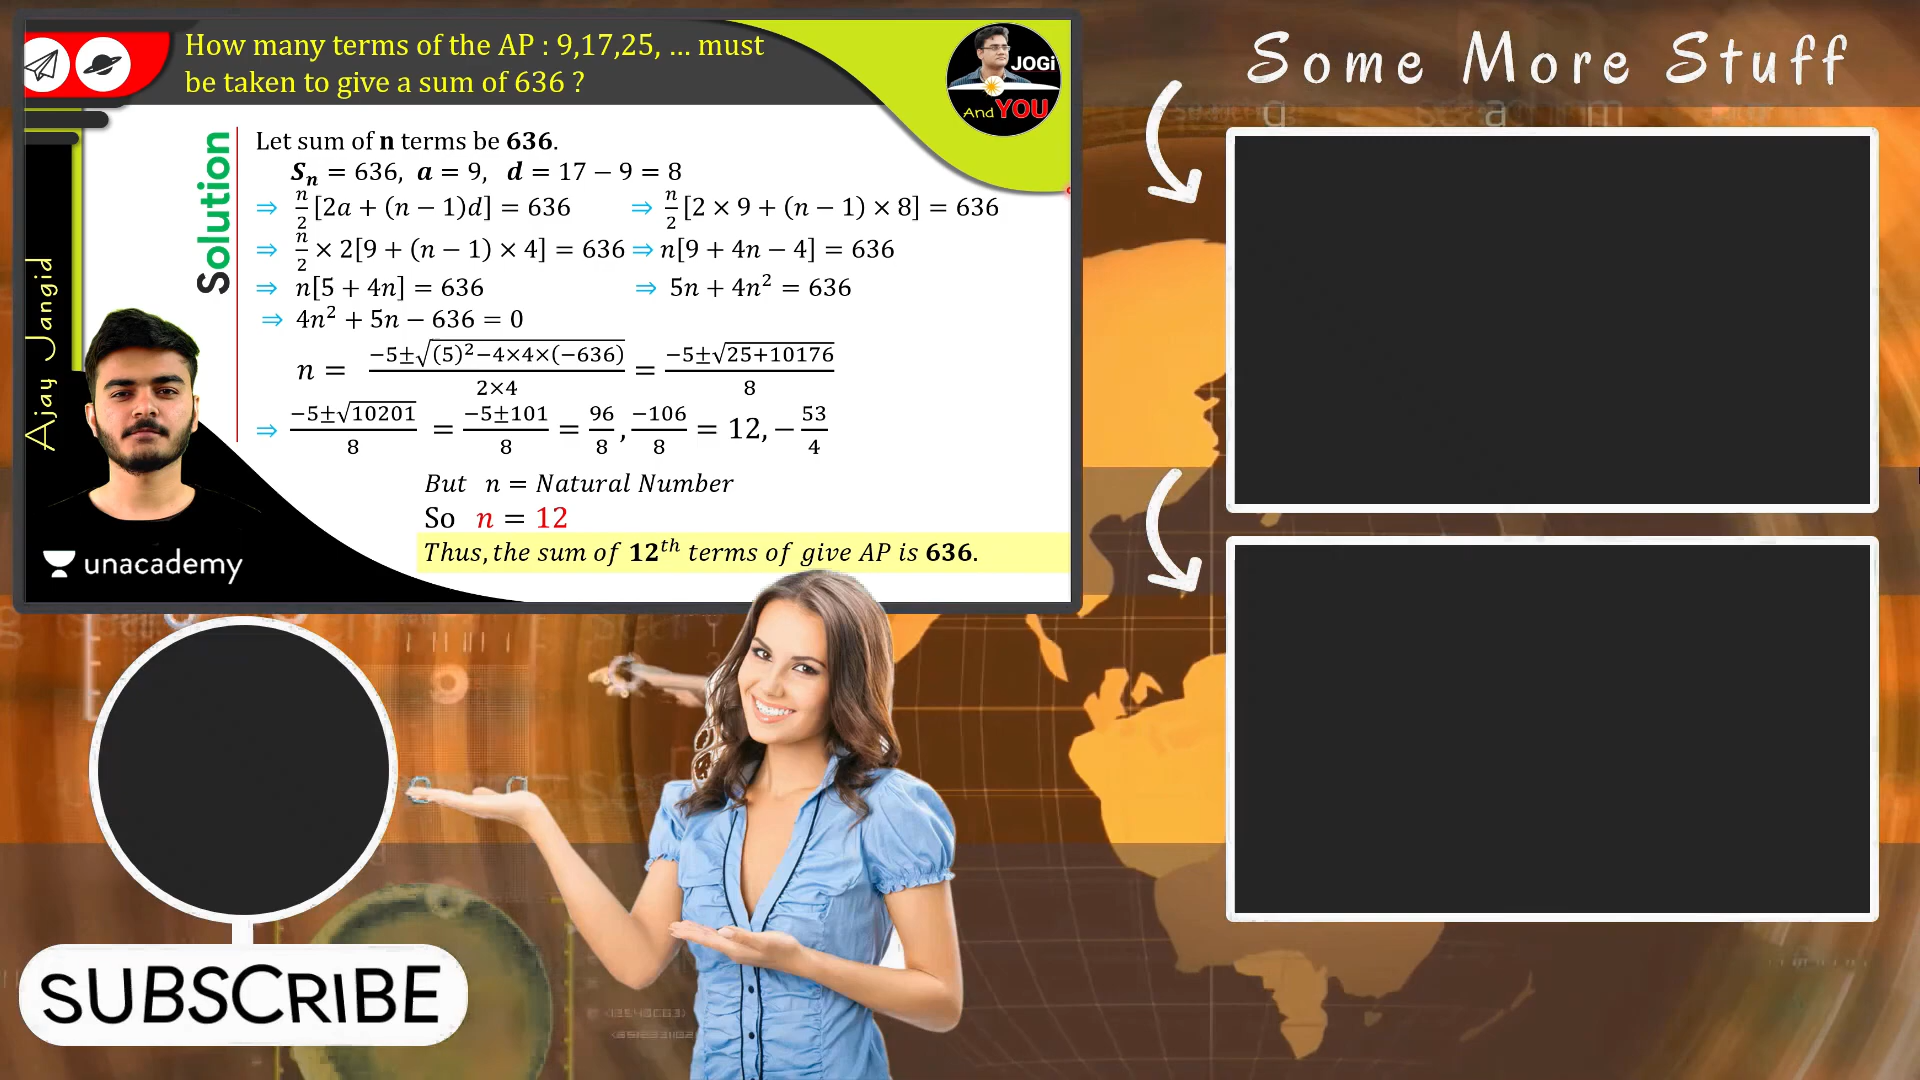 How many terms of the AP : 9,17,25, ... must
be taken to give a sum of 636 ?
JOGi
And YOU
Ajay Jangid
Solution
Let sum of n terms be 636.
Sₙ = 636, a = 9, d = 17 − 9 = 8
⇒ n/2 [2a + (n − 1)d] = 636 ⇒ n/2 [2 × 9 + (n − 1) × 8] = 636
⇒ n/2 × 2[9 + (n − 1) × 4] = 636 ⇒ n[9 + 4n − 4] = 636
⇒ n[5 + 4n] = 636 ⇒ 5n + 4n² = 636
⇒ 4n² + 5n − 636 = 0
n = (−5±√((5)²−4×4×(−636)))/(2×4) = (−5±√(25+10176))/8
⇒ (−5±√10201)/8 = (−5±101)/8 = 96/8 , −106/8 = 12, − 53/4
But n = Natural Number
So n = 12
Thus, the sum of 12ᵗʰ terms of give AP is 636.
unacademy
Some More Stuff
SUBSCRIBE